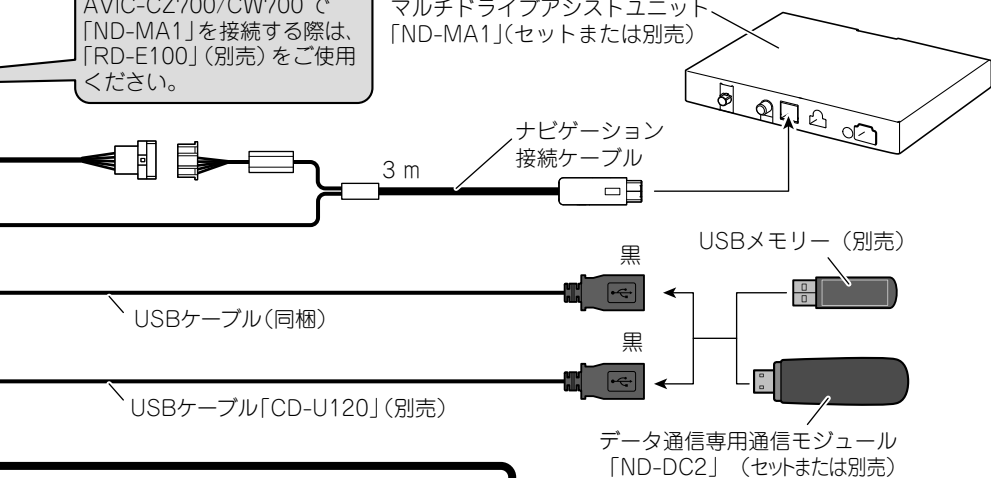 AVIC-CZ700/CW700 で
「ND-MA1」を接続する際は、
「RD-E100」(別売)をご使用
ください。
マルチドライブアシストユニット
「ND-MA1」(セットまたは別売)
ナビゲーション
接続ケーブル
3 m
USBメモリー(別売)
黒
USBケーブル(同梱)
黒
USBケーブル「CD-U120」(別売)
データ通信専用通信モジュール
「ND-DC2」 (セットまたは別売)